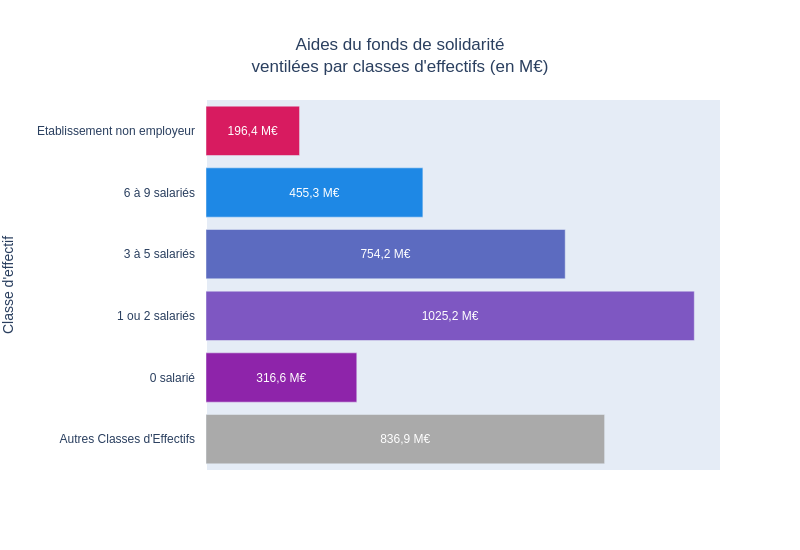 Aides du fonds de solidarité
ventilées par classes d'effectifs (en M€)
Classe d'effectif
Etablissement non employeur
196,4 M€
6 à 9 salariés
455,3 M€
3 à 5 salariés
754,2 M€
1 ou 2 salariés
1025,2 M€
0 salarié
316,6 M€
Autres Classes d'Effectifs
836,9 M€